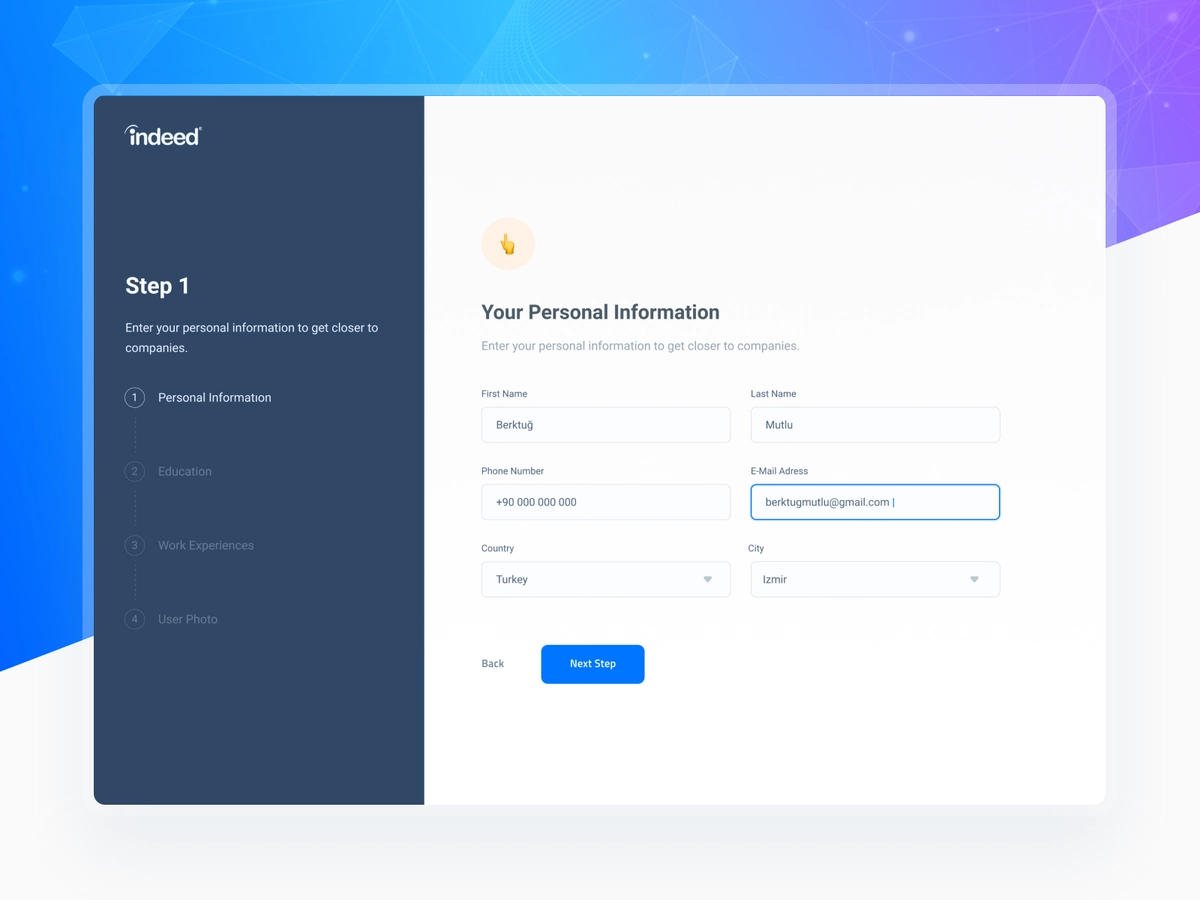 indeed
Step 1
Enter your personal information to get closer to
companies.
1 Personal Information
2 Education
3 Work Experiences
4 User Photo
Your Personal Information
Enter your personal information to get closer to companies.
First Name
Last Name
Berktuğ
Mutlu
Phone Number
E-Mail Adress
+90 000 000 000
berktugmutlu@gmail.com
Country
City
Turkey
Izmir
Back
Next Step